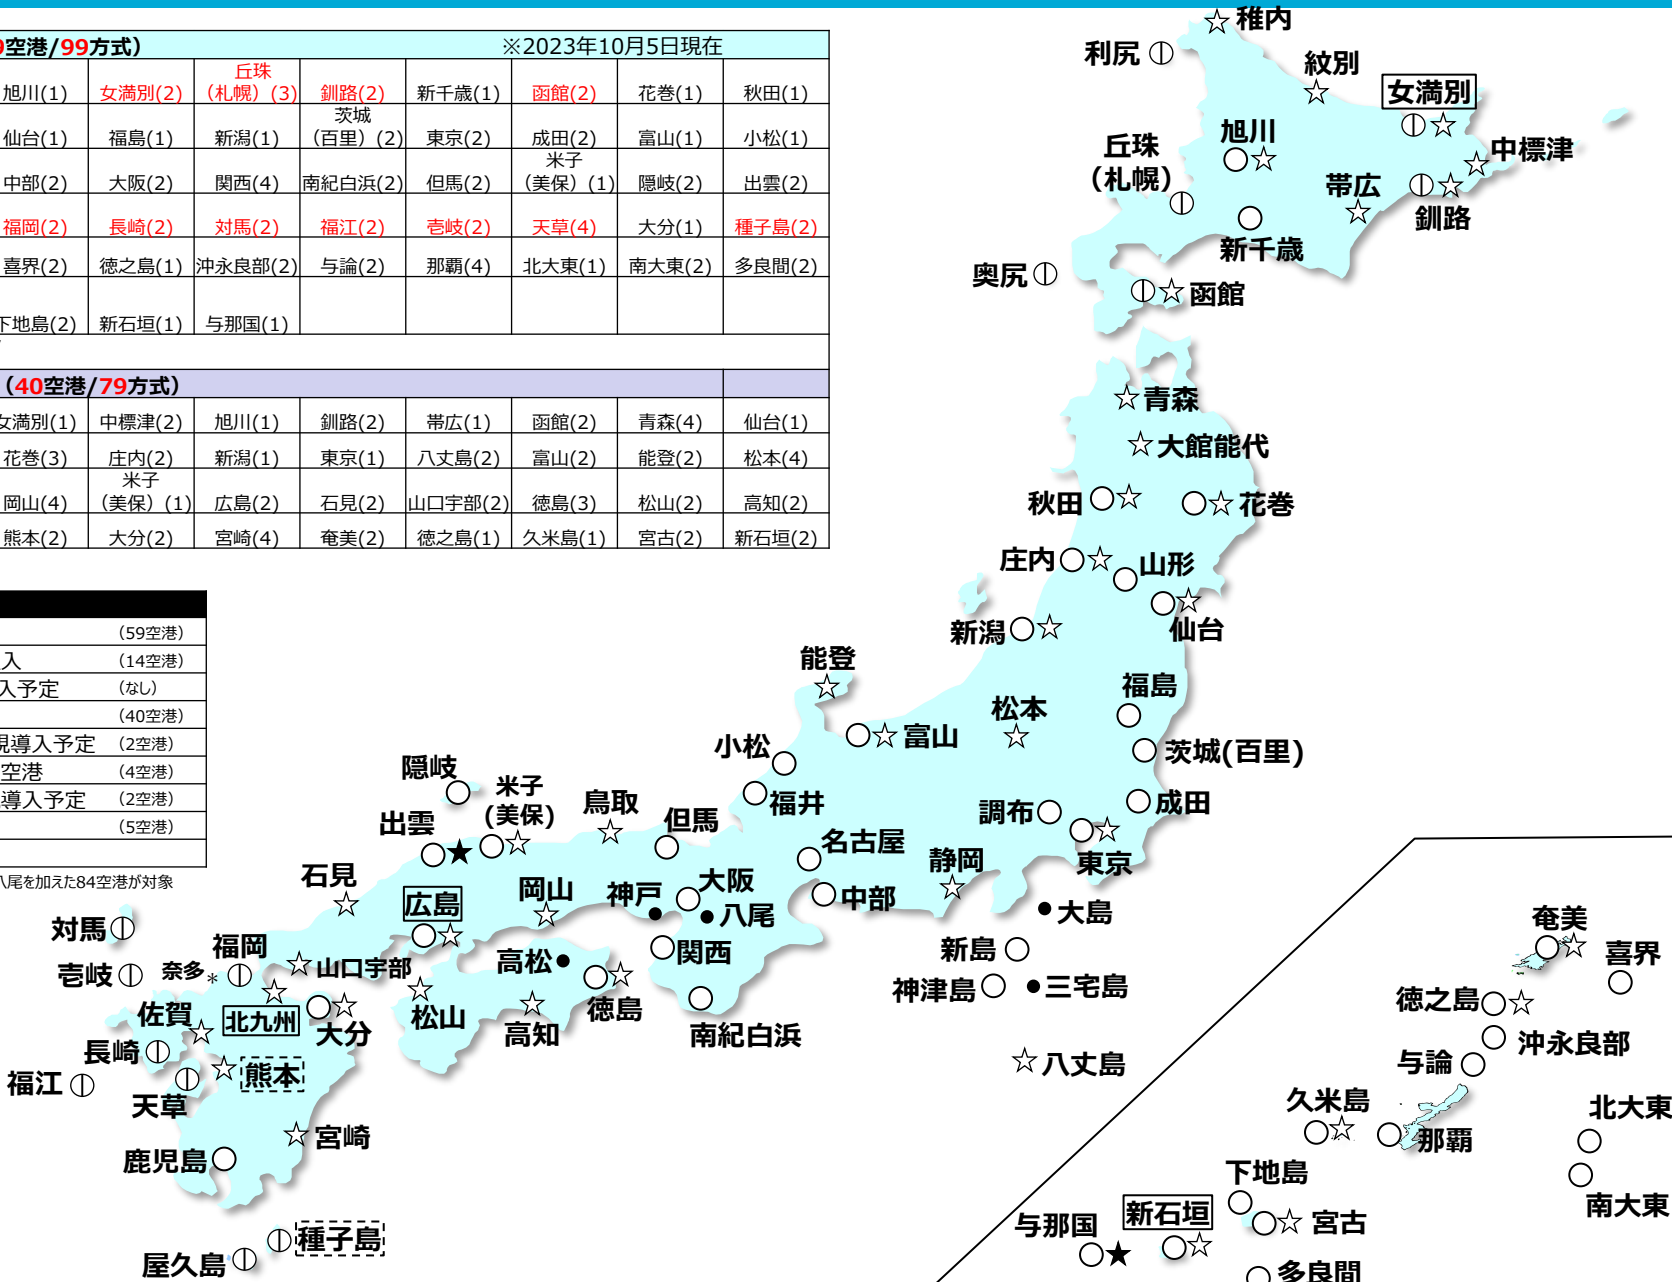 空港/99方式） ※2023年10月5日現在
旭川(1) 女満別(2) 丘珠（札幌）(3) 釧路(2) 新千歳(1) 函館(2) 花巻(1) 秋田(1)
仙台(1) 福島(1) 新潟(1) 茨城（百里）(2) 東京(2) 成田(2) 富山(1) 小松(1)
中部(2) 大阪(2) 関西(4) 南紀白浜(2) 但馬(2) 米子（美保）(1) 隠岐(2) 出雲(2)
福岡(2) 長崎(2) 対馬(2) 福江(2) 壱岐(2) 天草(4) 大分(1) 種子島(2)
喜界(2) 徳之島(1) 沖永良部(2) 与論(2) 那覇(4) 北大東(1) 南大東(2) 多良間(2)
下地島(2) 新石垣(1) 与那国(1)
（40空港/79方式）
女満別(1) 中標津(2) 旭川(1) 釧路(2) 帯広(1) 函館(2) 青森(4) 仙台(1)
花巻(3) 庄内(2) 新潟(1) 東京(1) 八丈島(2) 富山(2) 能登(2) 松本(4)
岡山(4) 米子（美保）(1) 広島(2) 石見(2) 山口宇部(2) 徳島(3) 松山(2) 高知(2)
熊本(2) 大分(2) 宮崎(4) 奄美(2) 徳之島(1) 久米島(1) 宮古(2) 新石垣(2)
（59空港）
入 （14空港）
入予定 （なし）
（40空港）
規導入予定 （2空港）
空港 （4空港）
導入予定 （2空港）
（5空港）
八尾を加えた84空港が対象
☆稚内
利尻
紋別
☆
女満別
☆
旭川
☆
中標津
☆
丘珠
（札幌）
帯広
☆
☆
釧路
新千歳
奥尻
☆函館
☆青森
☆大館能代
秋田○☆
○☆花巻
庄内○☆
山形
○
○☆
仙台
新潟○☆
能登
☆
福島
○
松本
☆
○☆富山
小松
○
○茨城(百里)
隠岐
○
米子
(美保)
○☆
鳥取
☆
但馬
○
○福井
調布○
○成田
出雲
○★
名古屋
○
静岡
☆
○☆
東京
石見
☆
広島
○☆
岡山
☆
神戸
●
大阪
○
●八尾
○中部
●大島
対馬
福岡
☆山口宇部
高松●
○
関西
新島○
奄美
○☆
喜界
○
壱岐
奈多*
☆
松山
☆
高知
○☆
徳島
○
南紀白浜
神津島○
●三宅島
徳之島○☆
佐賀
☆
☆
北九州
○☆
大分
○
沖永良部
長崎
☆八丈島
与論○
福江
☆
熊本
天草
久米島
○☆
○
那覇
北大東
○
☆宮崎
鹿児島○
下地島
○
○
南大東
種子島
新石垣
○☆
○☆宮古
与那国
○★
屋久島
○多良間